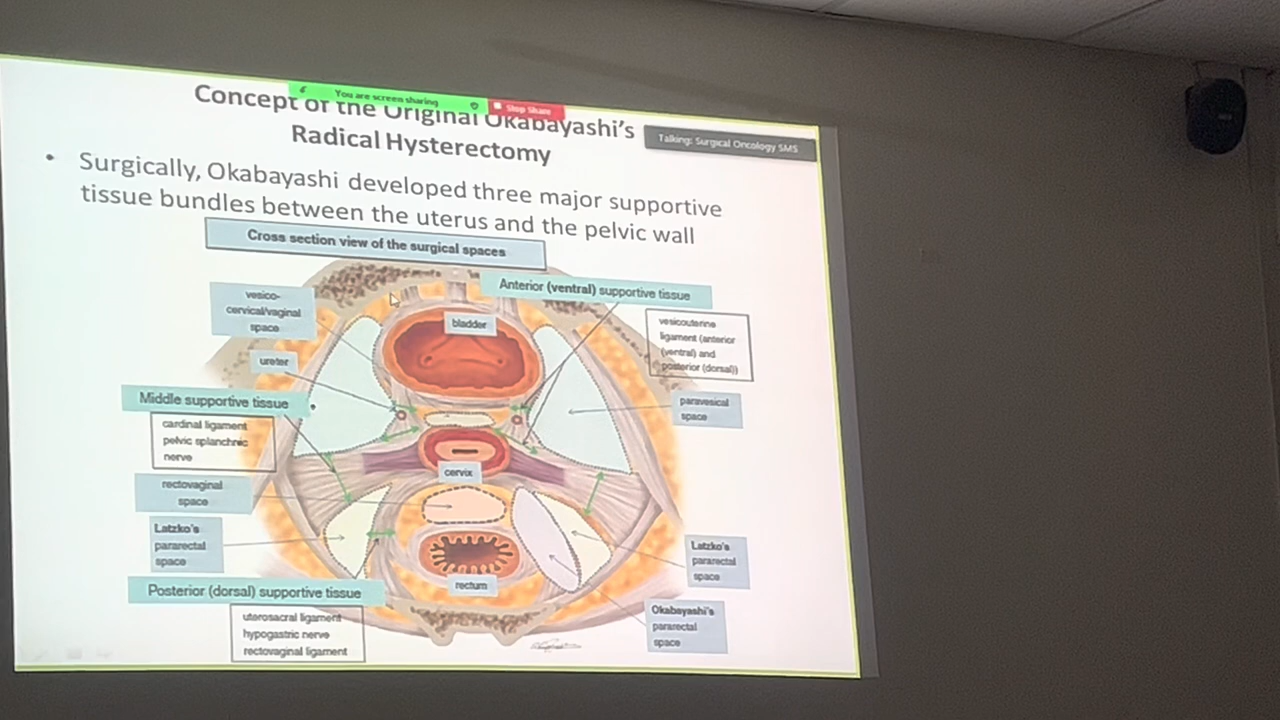 You are screen sharing
Stop Share
Concept of the Original Okabayashi's
Radical Hysterectomy
Talking: Surgical Oncology SMS
• Surgically, Okabayashi developed three major supportive
tissue bundles between the uterus and the pelvic wall
Cross section view of the surgical spaces
Anterior (ventral) supportive tissue
vesico-
cervical/vaginal
space
bladder
vesicouterine
ligament (anterior
(ventral) and
posterior (dorsal))
ureter
Middle supportive tissue
paravesical
space
cardinal ligament
pelvic splanchnic
nerve
cervix
rectovaginal
space
Latzko's
pararectal
space
Latzko's
pararectal
space
rectum
Posterior (dorsal) supportive tissue
Okabayashi's
pararectal
space
uterosacral ligament
hypogastric nerve
rectovaginal ligament